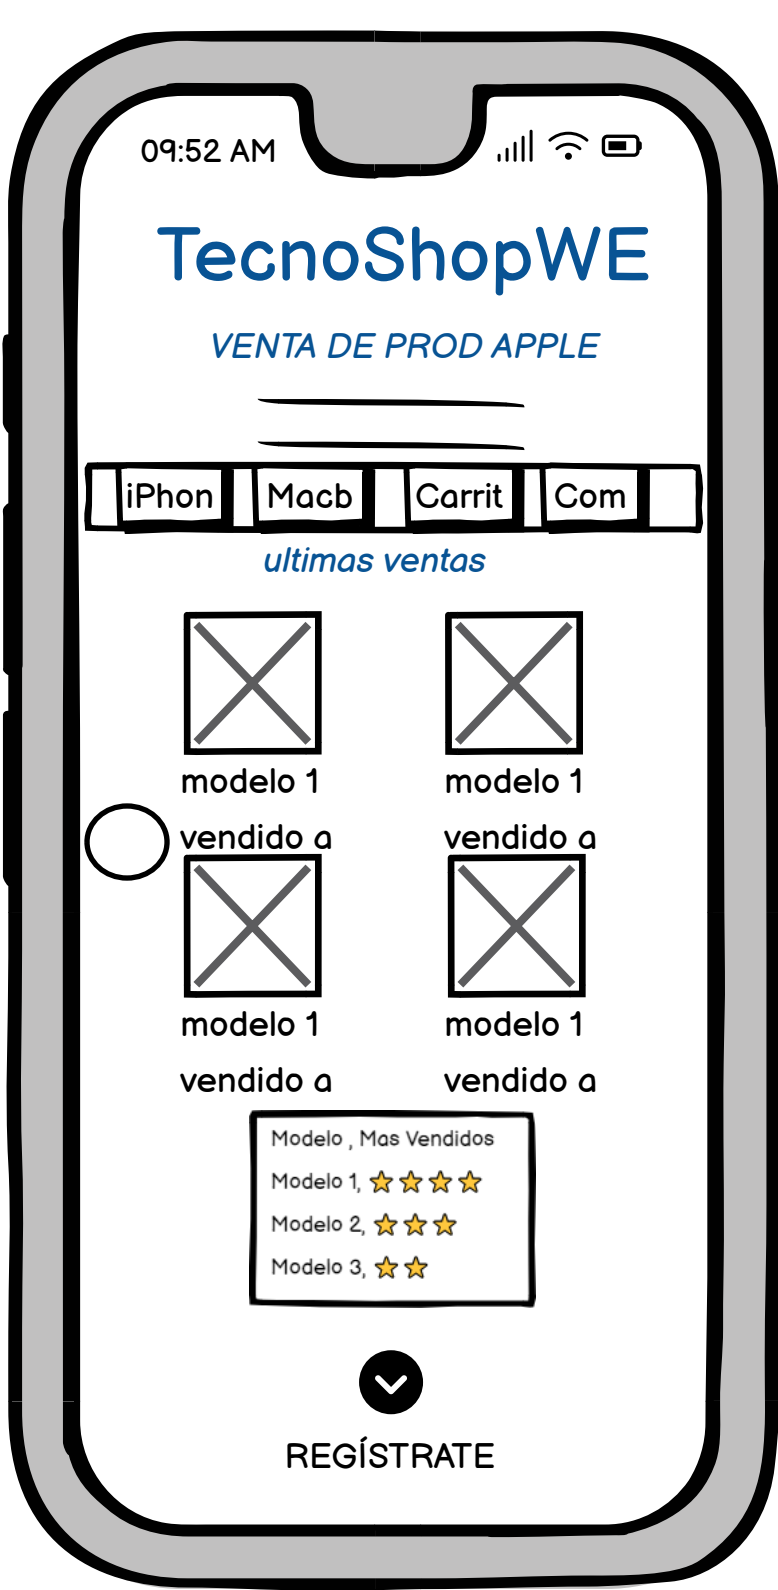 09:52 AM
TecnoShopWE
VENTA DE PROD APPLE
iPhon Macb Carrit Com
ultimas ventas
modelo 1 modelo 1
vendido a vendido a
modelo 1 modelo 1
vendido a vendido a
Modelo , Mas Vendidos
Modelo 1,
Modelo 2,
Modelo 3,
REGÍSTRATE